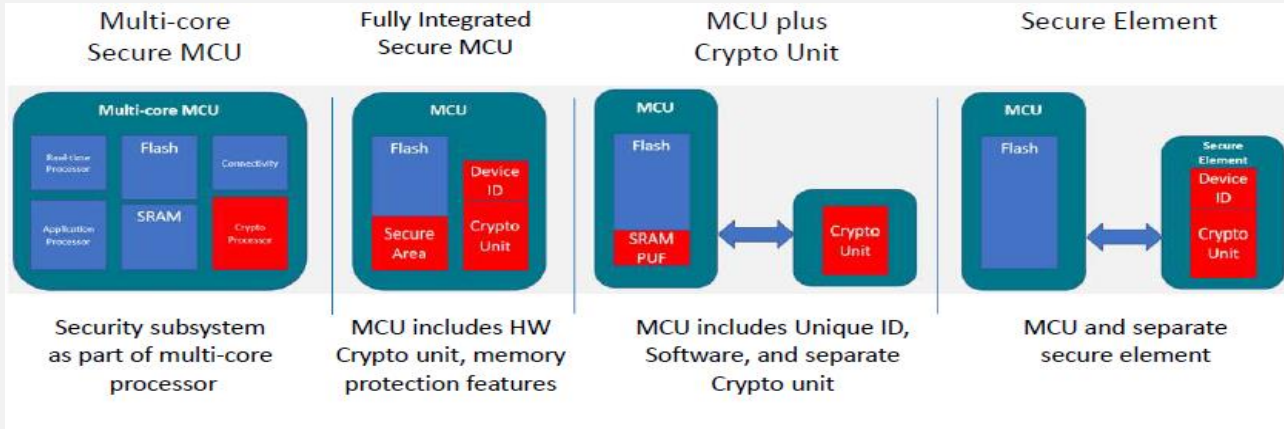 Multi-core
Secure MCU
Fully Integrated
Secure MCU
MCU plus
Crypto Unit
Secure Element
Multi-core MCU
Real-time
Processor
Flash
Connectivity
Application
Processor
SRAM
Crypto
Processor
MCU
Flash
Device
ID
Secure
Area
Crypto
Unit
MCU
Flash
SRAM
PUF
Crypto
Unit
MCU
Flash
Secure
Element
Device
ID
Crypto
Unit
Security subsystem
as part of multi-core
processor
MCU includes HW
Crypto unit, memory
protection features
MCU includes Unique ID,
Software, and separate
Crypto unit
MCU and separate
secure element